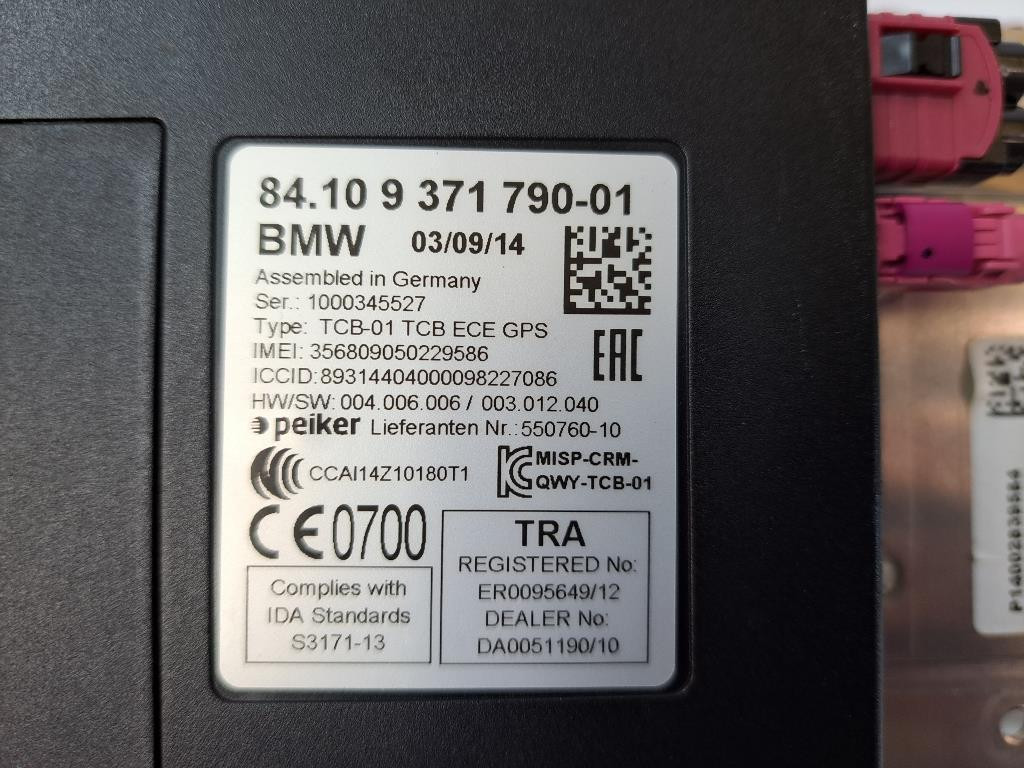 84.10 9 371 790-01
BMW 03/09/14
Assembled in Germany
Ser.: 1000345527
Type: TCB-01 TCB ECE GPS
IMEI: 356809050229586
ICCID:89314404000098227086
HW/SW: 004.006.006 / 003.012.040
peiker Lieferanten Nr.:550760-10
CCAI14Z10180T1
MISP-CRM-
QWY-TCB-01
CE0700
Complies with
IDA Standards
S3171-13
TRA
REGISTERED No:
ER0095649/12
DEALER No:
DA0051190/10
EAC